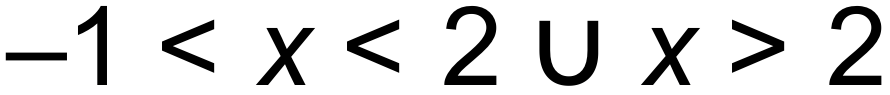 –1 < x < 2 ∪ x > 2